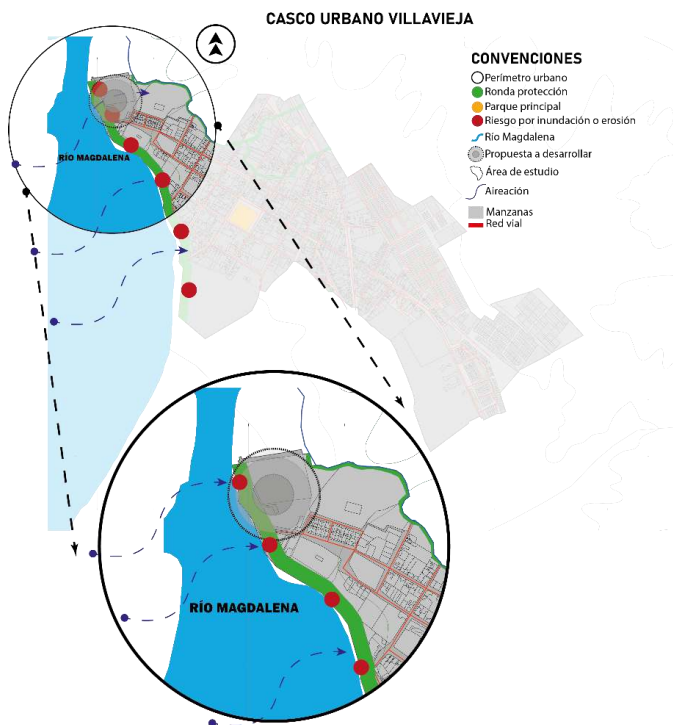 CASCO URBANO VILLAVIEJA
CONVENCIONES
Perímetro urbano
Ronda protección
Parque principal
Riesgo por inundación o erosión
Río Magdalena
Propuesta a desarrollar
Área de estudio
Aireación
Manzanas
Red vial
RÍO MAGDALENA
RÍO MAGDALENA